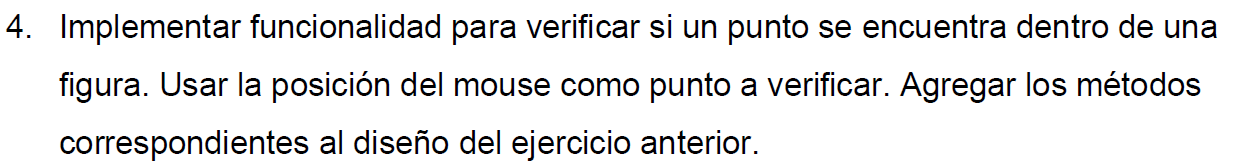 4. Implementar funcionalidad para verificar si un punto se encuentra dentro de una
figura. Usar la posición del mouse como punto a verificar. Agregar los métodos
correspondientes al diseño del ejercicio anterior.